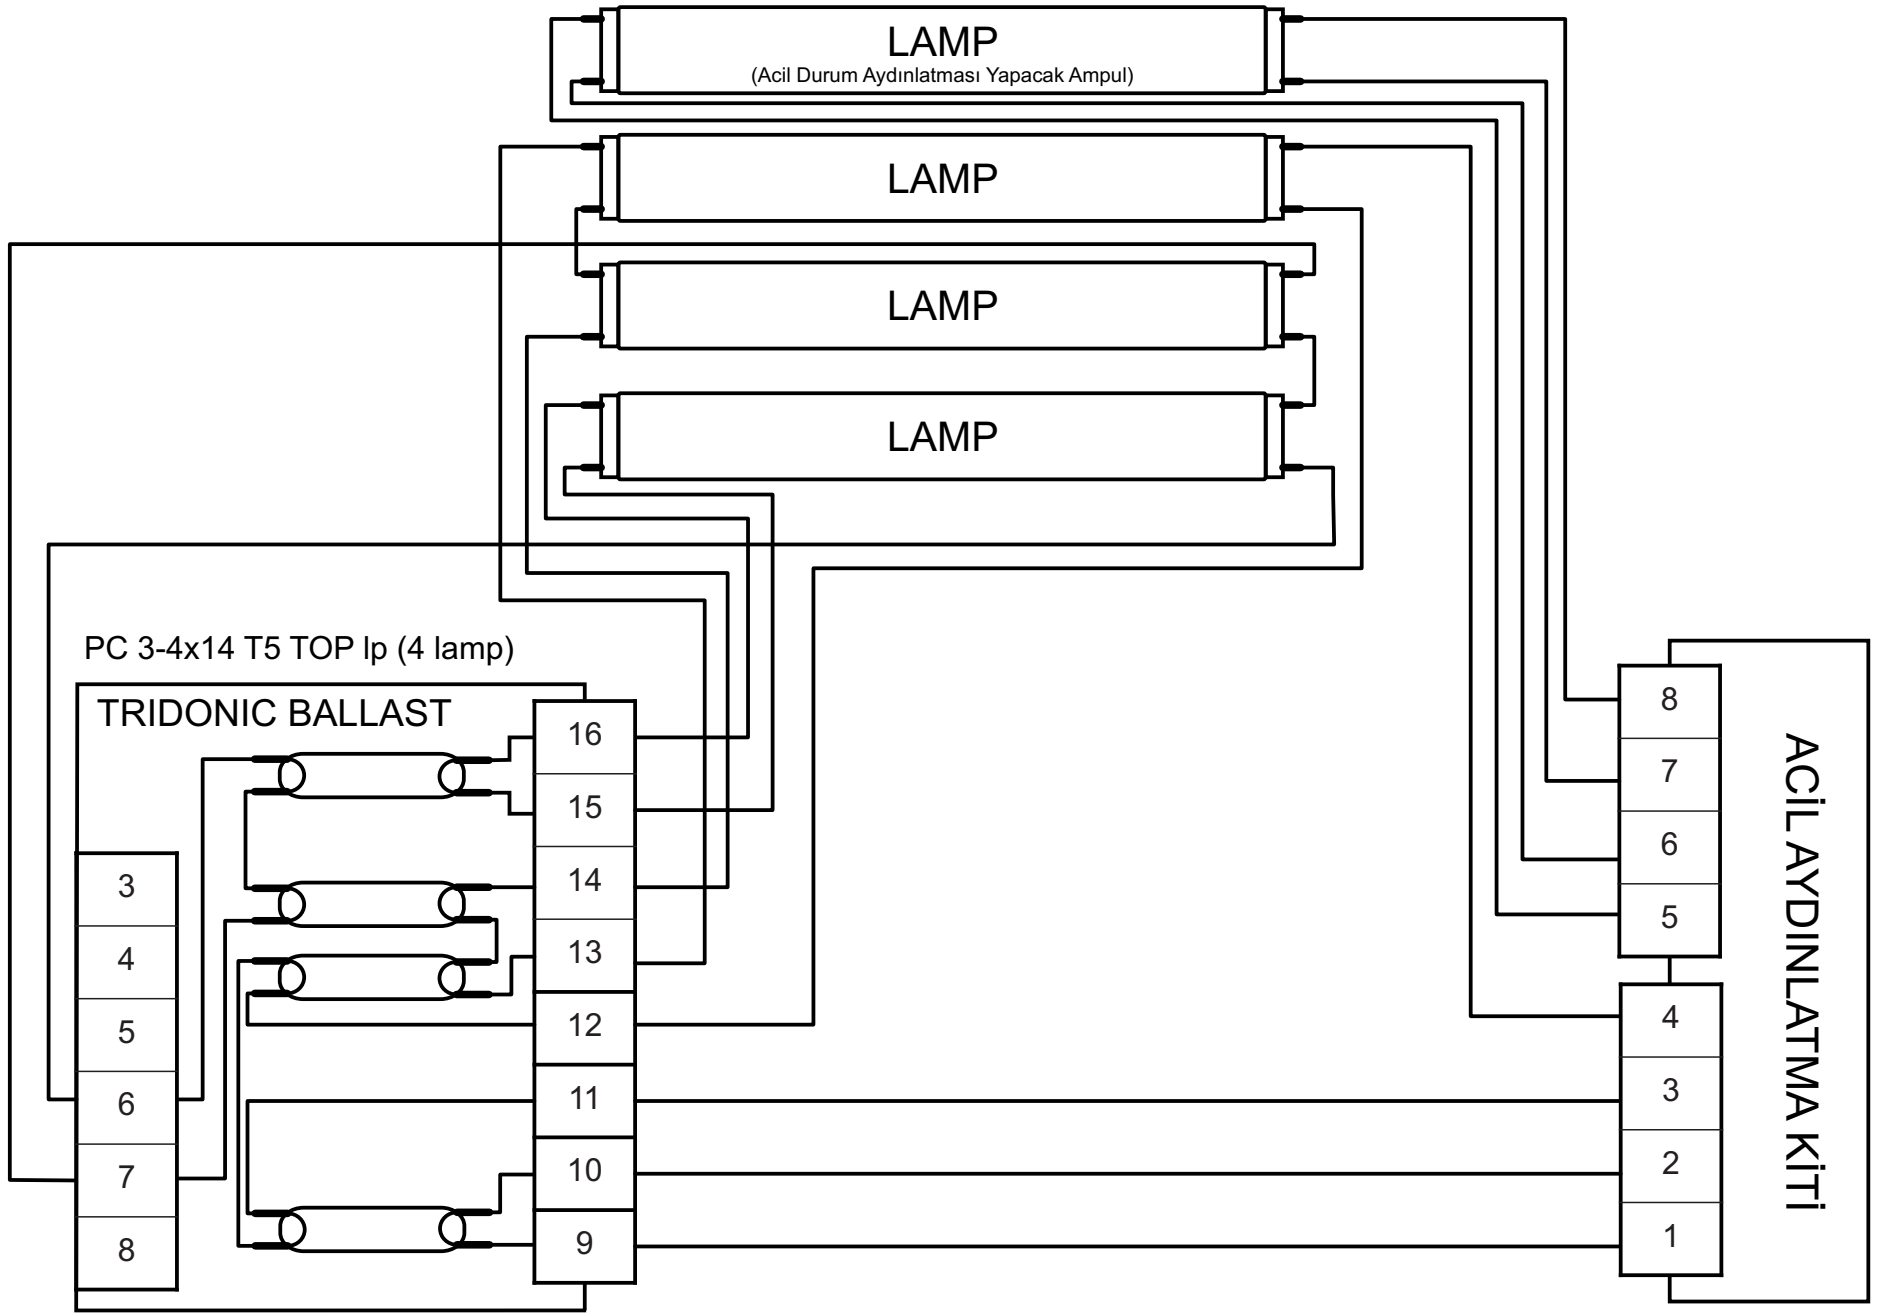 LAMP
(Acil Durum Aydınlatması Yapacak Ampul)
LAMP
LAMP
LAMP
PC 3-4x14 T5 TOP lp (4 lamp)
TRIDONIC BALLAST
16
15
14
13
12
11
10
9
3
4
5
6
7
8
8
7
6
5
4
3
2
1
ACİL AYDINLATMA KİTİ